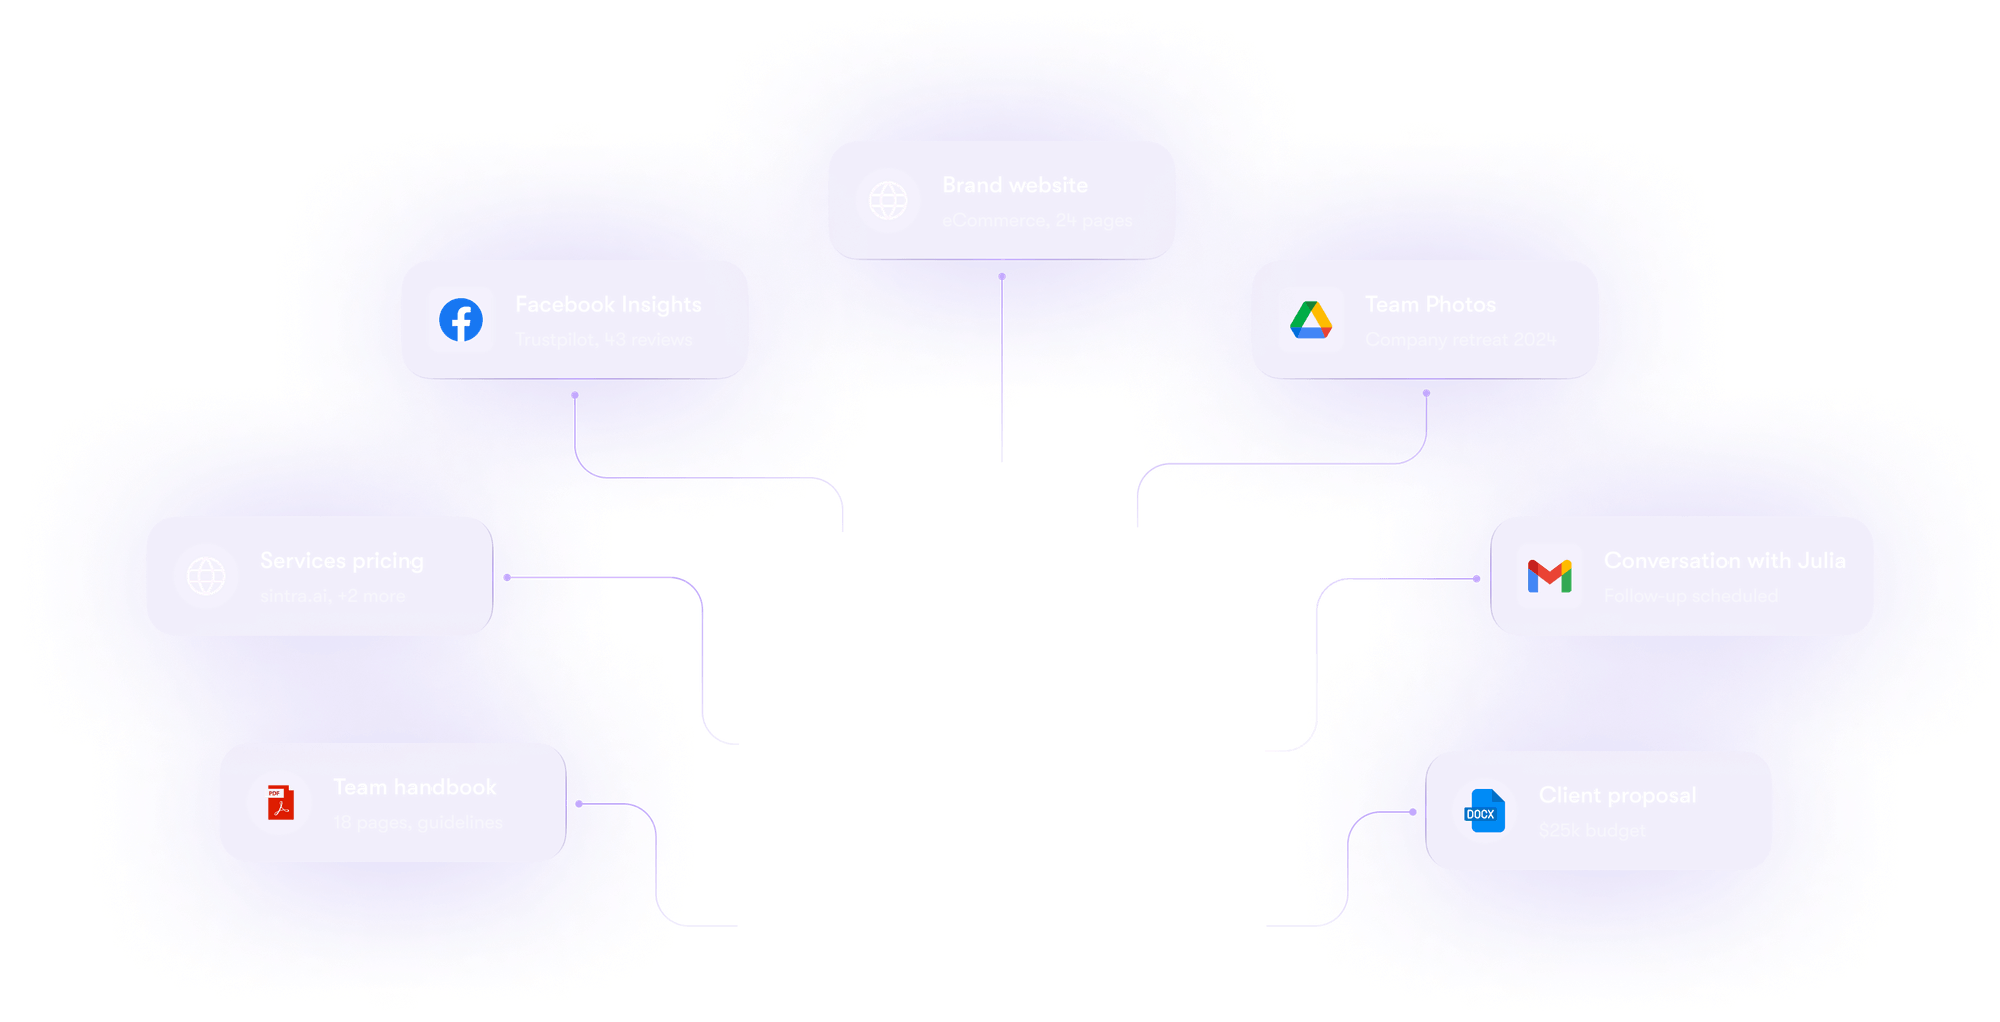 Brand website
eCommerce, 24 pages
Facebook Insights
Trustpilot, 43 reviews
Team Photos
Company retreat 2024
Services pricing
sintra.ai, +2 more
Conversation with Julia
Follow-up scheduled
PDF
Team handbook
18 pages, guidelines
DOCX
Client proposal
$25k budget